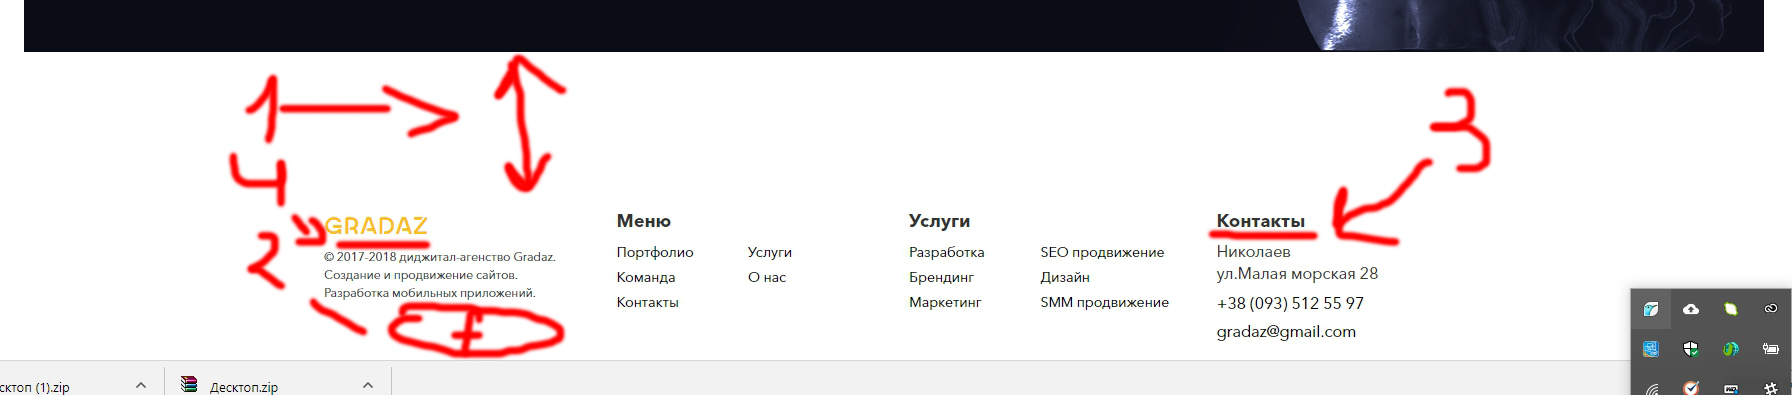 1
3
4
2
GRADAZ
© 2017-2018 диджитал-агенство Gradaz.
Создание и продвижение сайтов.
Разработка мобильных приложений.
Меню
Портфолио Услуги
Команда О нас
Контакты
Услуги
Разработка SEO продвижение
Брендинг Дизайн
Маркетинг SMM продвижение
Контакты
Николаев
ул.Малая морская 28
+38 (093) 512 55 97
gradaz@gmail.com
сктоп (1).zip
Десктоп.zip